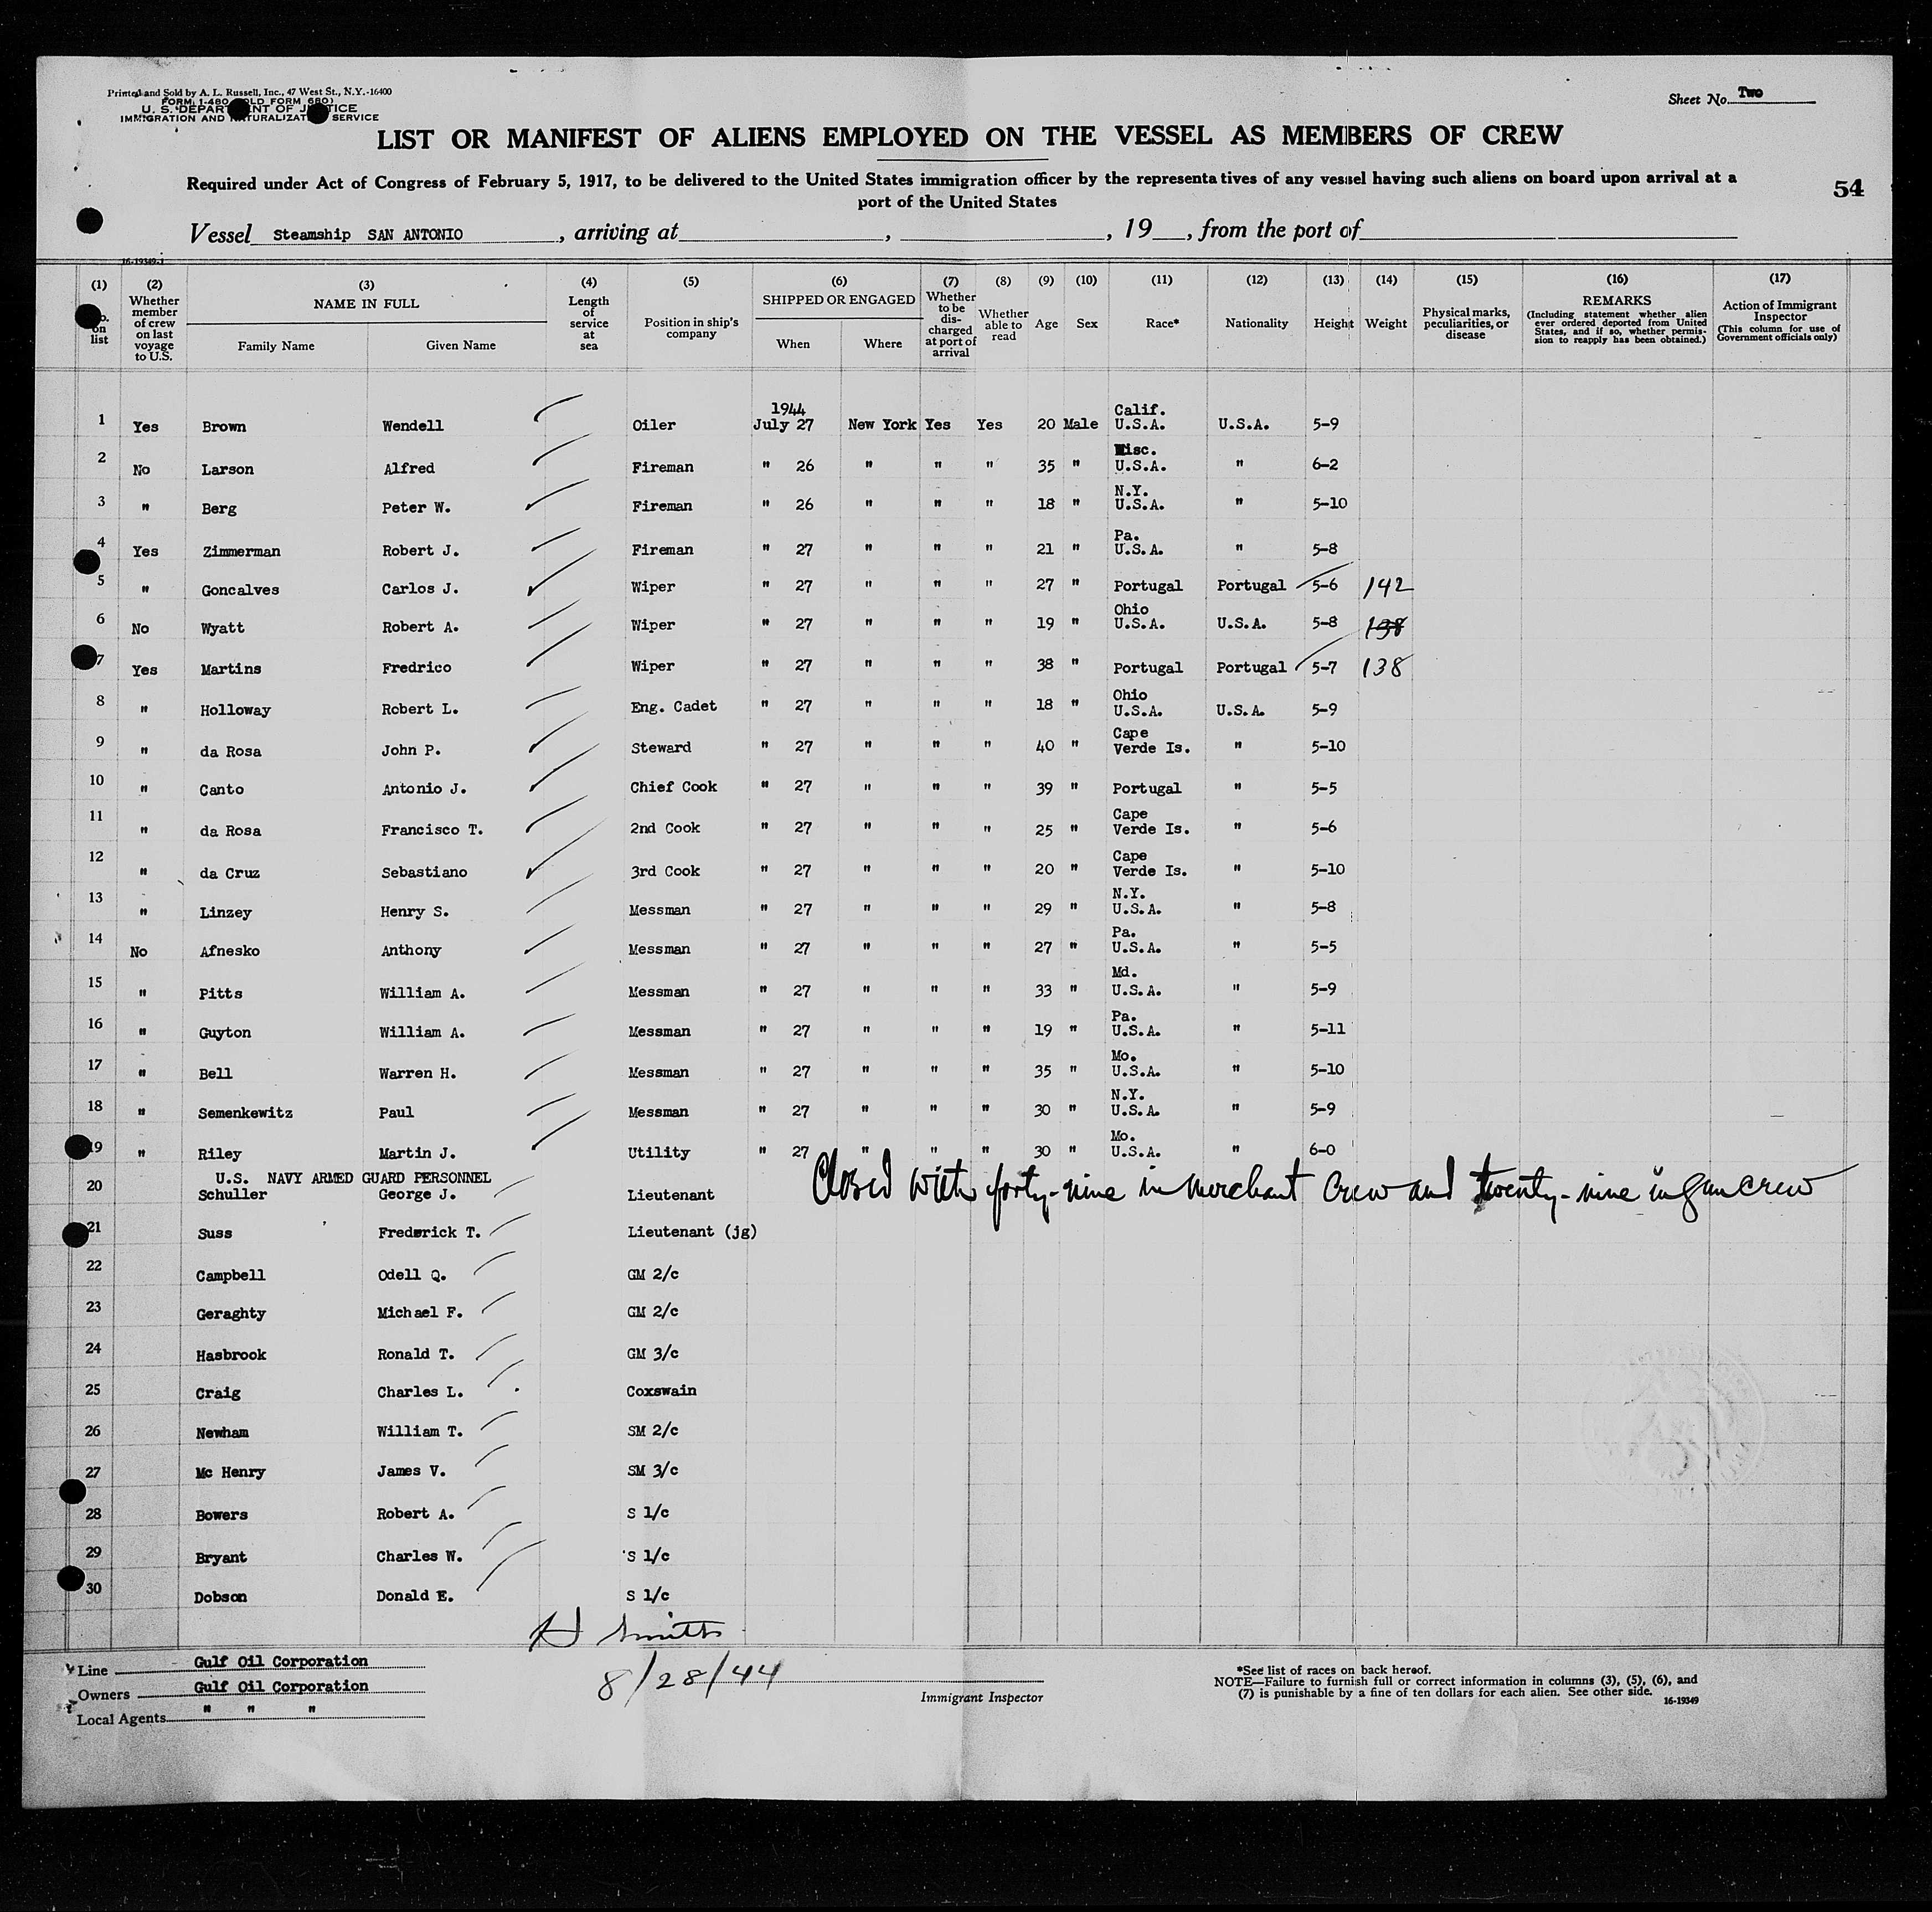 Printed and Sold by A. L. Russell, Inc., 47 West St., N.Y.-16400
FORM I-480 (OLD FORM 680)
U. S. DEPARTMENT OF JUSTICE
IMMIGRATION AND NATURALIZATION SERVICE
Sheet No. Two
LIST OR MANIFEST OF ALIENS EMPLOYED ON THE VESSEL AS MEMBERS OF CREW
Required under Act of Congress of February 5, 1917, to be delivered to the United States immigration officer by the representatives of any vessel having such aliens on board upon arrival at a
port of the United States
54
Vessel Steamship SAN ANTONIO, arriving at , , 19 , from the port of
16-19349-1
(1) No. on list (2) Whether member of crew on last voyage to U.S. (3) NAME IN FULL Family Name Given Name (4) Length of service at sea (5) Position in ship's company (6) SHIPPED OR ENGAGED When Where (7) Whether to be discharged at port of arrival (8) Whether able to read (9) Age (10) Sex (11) Race* (12) Nationality (13) Height (14) Weight (15) Physical marks, peculiarities, or disease (16) REMARKS (Including statement whether alien ever ordered deported from United States, and if so, whether permission to reapply has been obtained.) (17) Action of Immigrant Inspector (This column for use of Government officials only)
1 Yes Brown Wendell Oiler 1944 July 27 New York Yes Yes 20 Male Calif. U.S.A. U.S.A. 5-9
2 No Larson Alfred Fireman " 26 " " " 35 " Wisc. U.S.A. " 6-2
3 " Berg Peter W. Fireman " 26 " " " 18 " N.Y. U.S.A. " 5-10
4 Yes Zimmerman Robert J. Fireman " 27 " " " 21 " Pa. U.S.A. " 5-8
5 " Goncalves Carlos J. Wiper " 27 " " " 27 " Portugal Portugal 5-6 142
6 No Wyatt Robert A. Wiper " 27 " " " 19 " Ohio U.S.A. U.S.A. 5-8 138
7 Yes Martins Fredrico Wiper " 27 " " " 38 " Portugal Portugal 5-7 138
8 " Holloway Robert L. Eng. Cadet " 27 " " " 18 " Ohio U.S.A. U.S.A. 5-9
9 " da Rosa John P. Steward " 27 " " " 40 " Cape Verde Is. " 5-10
10 " Canto Antonio J. Chief Cook " 27 " " " 39 " Portugal " 5-5
11 " da Rosa Francisco T. 2nd Cook " 27 " " " 25 " Cape Verde Is. " 5-6
12 " da Cruz Sebastiano 3rd Cook " 27 " " " 20 " Cape Verde Is. " 5-10
13 " Linzey Henry S. Messman " 27 " " " 29 " N.Y. U.S.A. " 5-8
14 No Afnesko Anthony Messman " 27 " " " 27 " Pa. U.S.A. " 5-5
15 " Pitts William A. Messman " 27 " " " 33 " Md. U.S.A. " 5-9
16 " Guyton William A. Messman " 27 " " " 19 " Pa. U.S.A. " 5-11
17 " Bell Warren H. Messman " 27 " " " 35 " Mo. U.S.A. " 5-10
18 " Semenkewitz Paul Messman " 27 " " " 30 " N.Y. U.S.A. " 5-9
19 " Riley Martin J. Utility " 27 " " " 30 " Mo. U.S.A. " 6-0
U.S. NAVY ARMED GUARD PERSONNEL
20 Schuller George J. Lieutenant
Closed with forty-nine in merchant crew and twenty-nine in gun crew
21 Suss Frederick T. Lieutenant (jg)
22 Campbell Odell Q. GM 2/c
23 Geraghty Michael F. GM 2/c
24 Hasbrook Ronald T. GM 3/c
25 Craig Charles L. Coxswain
26 Newham William T. SM 2/c
27 Mc Henry James V. SM 3/c
28 Bowers Robert A. S 1/c
29 Bryant Charles W. S 1/c
30 Dobson Donald E. S 1/c
H Smith
8/28/44
Line Gulf Oil Corporation
Owners Gulf Oil Corporation
Local Agents " " "
Immigrant Inspector
*See list of races on back hereof.
NOTE—Failure to furnish full or correct information in columns (3), (5), (6), and
(7) is punishable by a fine of ten dollars for each alien. See other side.
16-19349